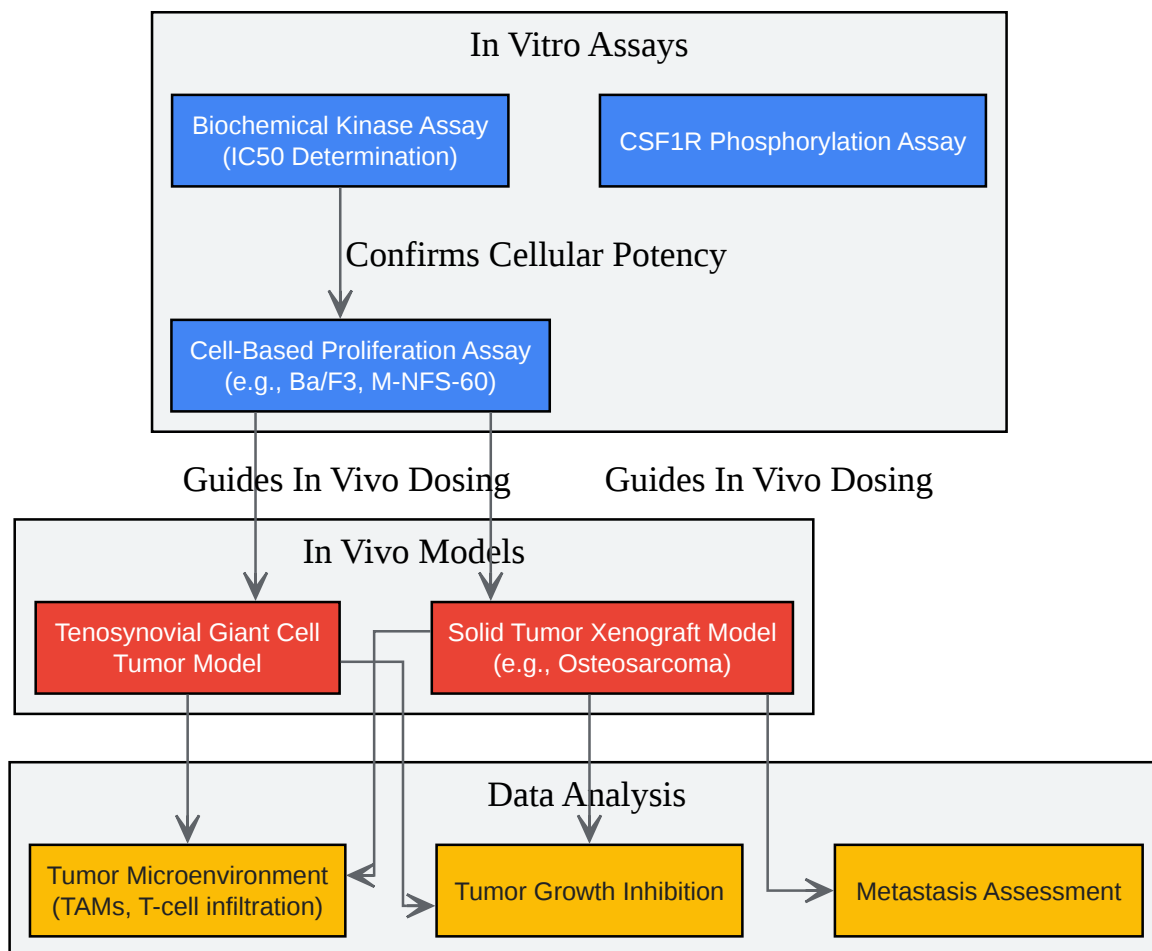 In Vitro Assays
Biochemical Kinase Assay
(IC50 Determination)
CSF1R Phosphorylation Assay
Confirms Cellular Potency
Cell-Based Proliferation Assay
(e.g., Ba/F3, M-NFS-60)
Guides In Vivo Dosing
Guides In Vivo Dosing
In Vivo Models
Tenosynovial Giant Cell
Tumor Model
Solid Tumor Xenograft Model
(e.g., Osteosarcoma)
Data Analysis
Tumor Microenvironment
(TAMs, T-cell infiltration)
Tumor Growth Inhibition
Metastasis Assessment